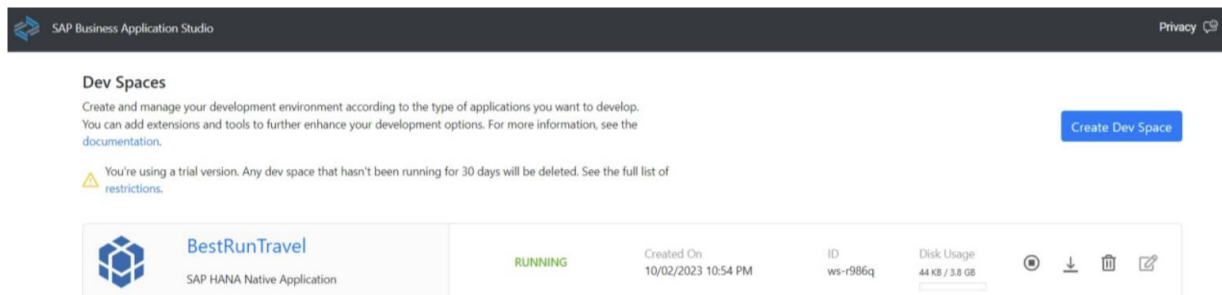 SAP Business Application Studio
Privacy
Dev Spaces
Create and manage your development environment according to the type of applications you want to develop.
You can add extensions and tools to further enhance your development options. For more information, see the
documentation.
Create Dev Space
You're using a trial version. Any dev space that hasn't been running for 30 days will be deleted. See the full list of
restrictions.
BestRunTravel
SAP HANA Native Application
RUNNING
Created On
10/02/2023 10:54 PM
ID
ws-r986q
Disk Usage
44 KB / 3.8 GB